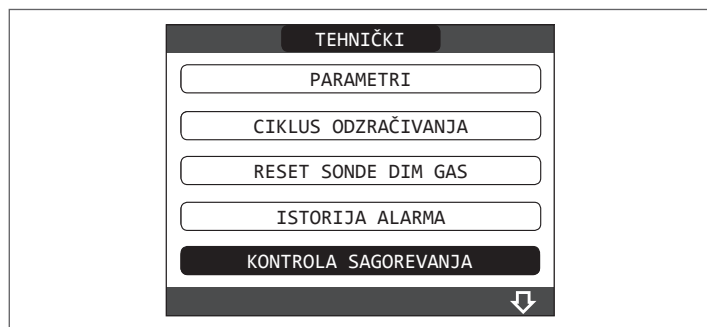 TEHNIČKI
PARAMETRI
CIKLUS ODZRAČIVANJA
RESET SONDE DIM GAS
ISTORIJA ALARMA
KONTROLA SAGOREVANJA